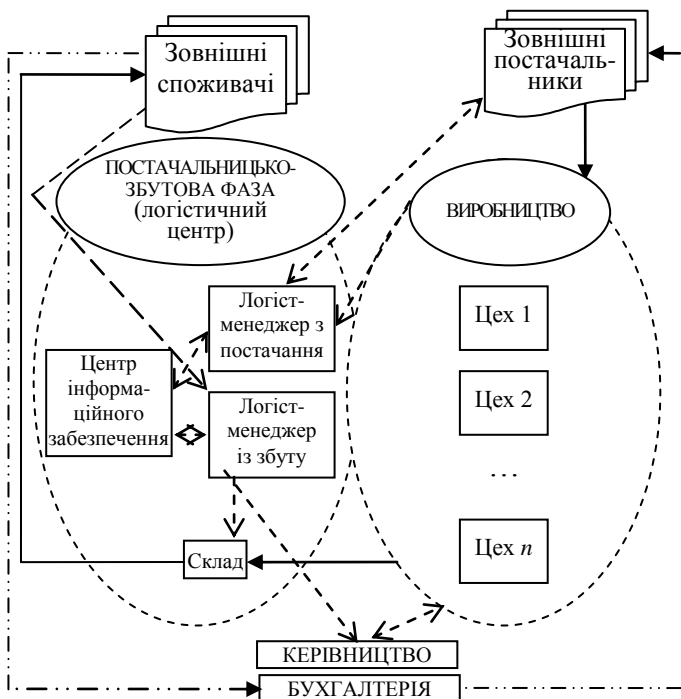 Зовнішні
споживачі
Зовнішні
постачаль-
ники
ПОСТАЧАЛЬНИЦЬКО-
ЗБУТОВА ФАЗА
(логістичний
центр)
ВИРОБНИЦТВО
Логіст-
менеджер з
постачання
Центр
інформа-
ційного
забезпечення
Логіст-
менеджер
із збуту
Склад
Цех 1
Цех 2
...
Цех n
КЕРІВНИЦТВО
БУХГАЛТЕРІЯ